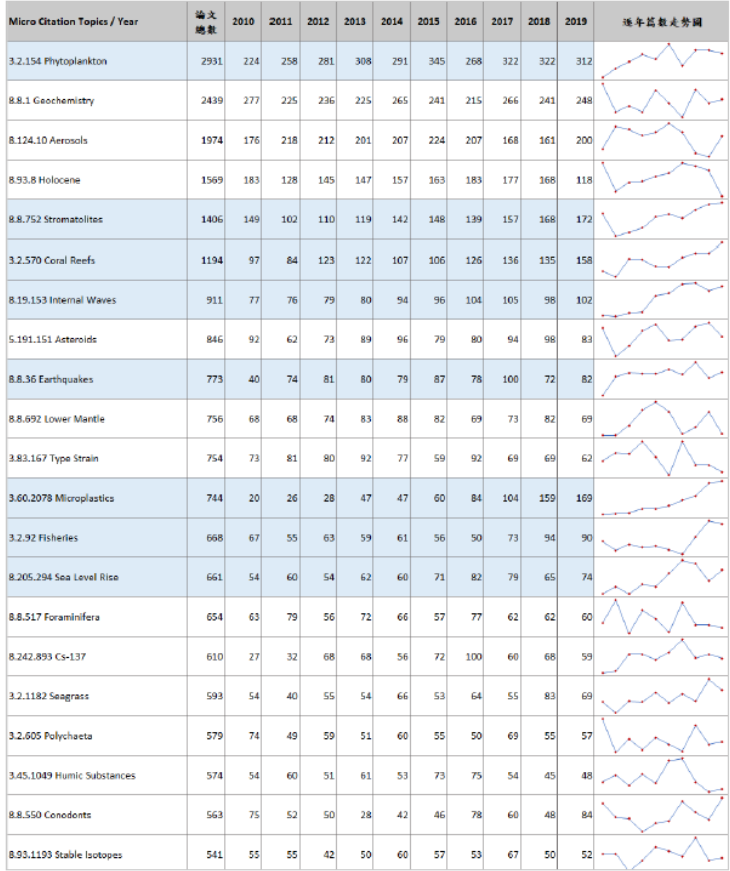 Micro Citation Topics / Year 論文總數 2010 2011 2012 2013 2014 2015 2016 2017 2018 2019 逐年篇數走勢圖
3.2.154 Phytoplankton 2931 224 258 281 308 291 345 268 322 322 312
8.8.1 Geochemistry 2439 277 225 236 225 265 241 215 266 241 248
8.124.10 Aerosols 1974 176 218 212 201 207 224 207 168 161 200
8.93.8 Holocene 1569 183 128 145 147 157 163 183 177 168 118
8.8.752 Stromatolites 1406 149 102 110 119 142 148 139 157 168 172
3.2.570 Coral Reefs 1194 97 84 123 122 107 106 126 136 135 158
8.19.153 Internal Waves 911 77 76 79 80 94 96 104 105 98 102
5.191.151 Asteroids 846 92 62 73 89 96 79 80 94 98 83
8.8.36 Earthquakes 773 40 74 81 80 79 87 78 100 72 82
8.8.692 Lower Mantle 756 68 68 74 83 88 82 69 73 82 69
3.83.167 Type Strain 754 73 81 80 92 77 59 92 69 69 62
3.60.2078 Microplastics 744 20 26 28 47 47 60 84 104 159 169
3.2.92 Fisheries 668 67 55 63 59 61 56 50 73 94 90
8.205.294 Sea Level Rise 661 54 60 54 62 60 71 82 79 65 74
8.8.517 Foraminifera 654 63 79 56 72 66 57 77 62 62 60
8.242.893 Cs-137 610 27 32 68 68 56 72 100 60 68 59
3.2.1182 Seagrass 593 54 40 55 54 66 53 64 55 83 69
3.2.605 Polychaeta 579 74 49 59 51 60 55 50 69 55 57
3.45.1049 Humic Substances 574 54 60 51 61 53 73 75 54 45 48
8.8.550 Conodonts 563 75 52 50 28 42 46 78 60 48 84
8.93.1193 Stable Isotopes 541 55 55 42 50 60 57 53 67 50 52